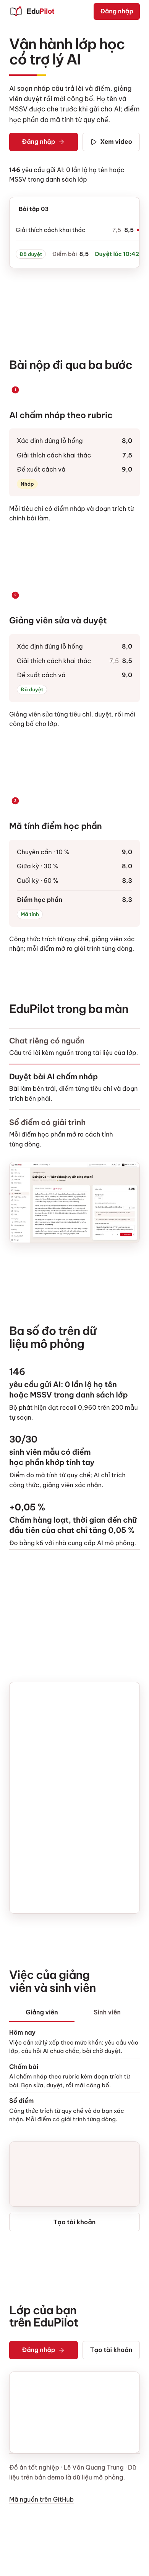 EduPilot
Đăng nhập
Vận hành lớp học
có trợ lý AI
AI soạn nháp câu trả lời và điểm, giảng
viên duyệt rồi mới công bố. Họ tên và
MSSV được che trước khi gửi cho AI; điểm
học phần do mã tính từ quy chế.
Đăng nhập →
Xem video
146 yêu cầu gửi AI: 0 lần lộ họ tên hoặc
MSSV trong danh sách lớp
Bài tập 03
Giải thích cách khai thác 7,5 8,5
Đã duyệt Điểm bài 8,5 Duyệt lúc 10:42
Bài nộp đi qua ba bước
1
AI chấm nháp theo rubric
Xác định đúng lỗ hổng 8,0
Giải thích cách khai thác 7,5
Đề xuất cách vá 9,0
Nháp
Mỗi tiêu chí có điểm nháp và đoạn trích từ
chính bài làm.
2
Giảng viên sửa và duyệt
Xác định đúng lỗ hổng 8,0
Giải thích cách khai thác 7,5 8,5
Đề xuất cách vá 9,0
Đã duyệt
Giảng viên sửa từng tiêu chí, duyệt, rồi mới
công bố cho lớp.
3
Mã tính điểm học phần
Chuyên cần · 10 % 9,0
Giữa kỳ · 30 % 8,0
Cuối kỳ · 60 % 8,3
Điểm học phần 8,3
Mã tính
Công thức trích từ quy chế, giảng viên xác
nhận; mỗi điểm mở ra giải trình từng dòng.
EduPilot trong ba màn
Chat riêng có nguồn
Câu trả lời kèm nguồn trong tài liệu của lớp.
Duyệt bài AI chấm nháp
Bài làm bên trái, điểm từng tiêu chí và đoạn
trích bên phải.
Sổ điểm có giải trình
Mỗi điểm học phần mở ra cách tính
từng dòng.
Ba số đo trên dữ
liệu mô phỏng
146
yêu cầu gửi AI: 0 lần lộ họ tên
hoặc MSSV trong danh sách lớp
Bộ phát hiện đạt recall 0,960 trên 200 mẫu
tự soạn.
30/30
sinh viên mẫu có điểm
học phần khớp tính tay
Điểm do mã tính từ quy chế; AI chỉ trích
công thức, giảng viên xác nhận.
+0,05 %
Chấm hàng loạt, thời gian đến chữ
đầu tiên của chat chỉ tăng 0,05 %
Đo bằng k6 với nhà cung cấp AI mô phỏng.
Việc của giảng
viên và sinh viên
Giảng viên
Sinh viên
Hôm nay
Việc cần xử lý xếp theo mức khẩn: yêu cầu vào
lớp, câu hỏi AI chưa chắc, bài chờ duyệt.
Chấm bài
AI chấm nháp theo rubric kèm đoạn trích từ
bài. Bạn sửa, duyệt, rồi mới công bố.
Sổ điểm
Công thức trích từ quy chế và do bạn xác
nhận. Mỗi điểm có giải trình từng dòng.
Tạo tài khoản
Lớp của bạn
trên EduPilot
Đăng nhập →
Tạo tài khoản
Đồ án tốt nghiệp · Lê Văn Quang Trung · Dữ
liệu trên bản demo là dữ liệu mô phỏng.
Mã nguồn trên GitHub